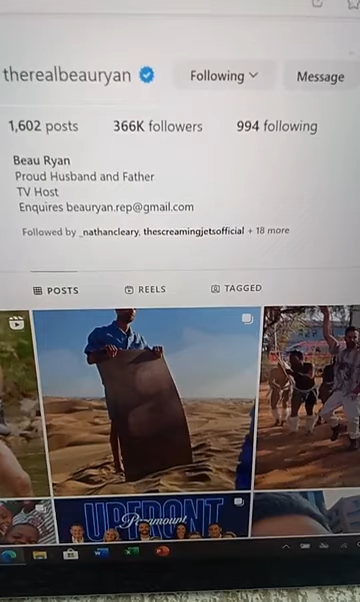 therealbeauryan Following Message
1,602 posts 366K followers 994 following
Beau Ryan
Proud Husband and Father
TV Host
Enquires beauryan.rep@gmail.com
Followed by _nathancleary, thescreamingjetsofficial + 18 more
POSTS REELS TAGGED
UPFRONT
Paramount